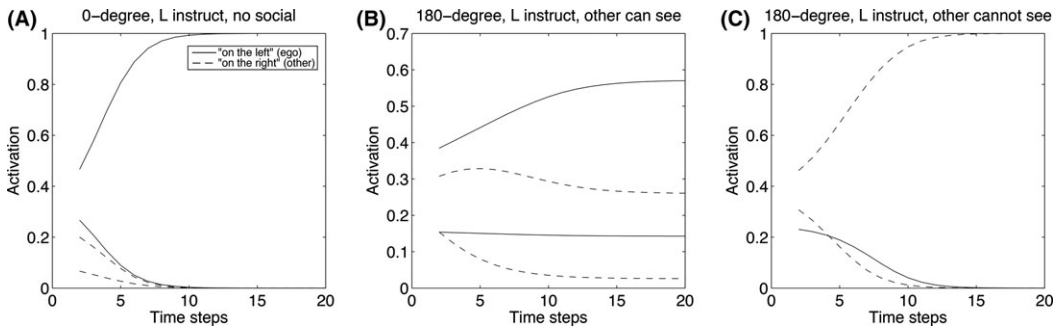 (A) 0−degree, L instruct, no social
1
0.8
0.6
0.4
0.2
0
Activation
"on the left" (ego)
"on the right" (other)
0 5 10 15 20
Time steps
(B) 180−degree, L instruct, other can see
0.7
0.6
0.5
0.4
0.3
0.2
0.1
0
Activation
0 5 10 15 20
Time steps
(C) 180−degree, L instruct, other cannot see
1
0.8
0.6
0.4
0.2
0
Activation
0 5 10 15 20
Time steps